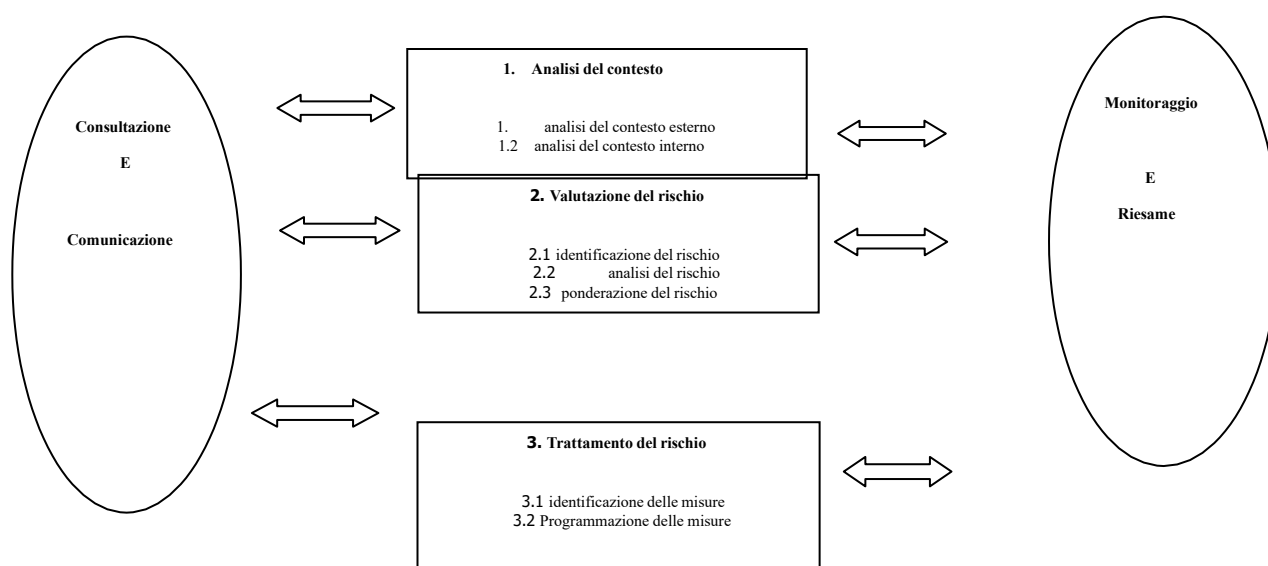 Consultazione
E
Comunicazione
1. Analisi del contesto
1. analisi del contesto esterno
1.2 analisi del contesto interno
2. Valutazione del rischio
2.1 identificazione del rischio
2.2 analisi del rischio
2.3 ponderazione del rischio
3. Trattamento del rischio
3.1 identificazione delle misure
3.2 Programmazione delle misure
Monitoraggio
E
Riesame